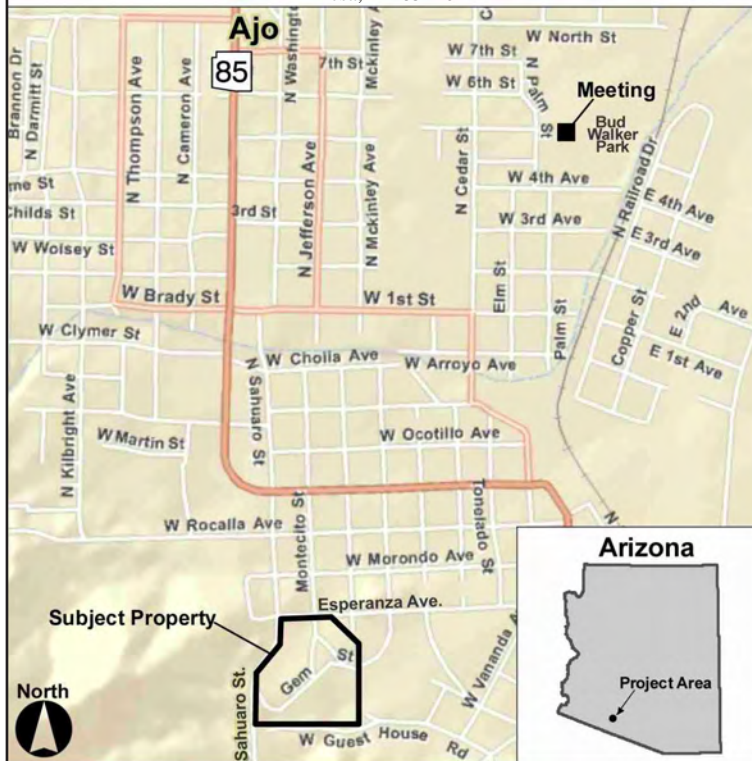 Ajo
85
Brannon Dr
N Darmitt St
N Thompson Ave
N Cameron Ave
N Washing
7th St
Mckinley A
W North St
W 7th St
W 6th St
N Palm St
Meeting
Bud
Walker
Park
N Cedar St
W 4th Ave
W 3rd Ave
N Railroad Dr
E 4th Ave
E 3rd Ave
me St
Childs St
W Wolsey St
3rd St
N Jefferson Ave
N Mckinley Ave
W Brady St
W 1st St
Elm St
Palm St
Copper St
E 2nd Ave
E 1st Ave
W Clymer St
W Cholla Ave
W Arroyo Ave
N Kilbright Ave
W Martin St
N Sahuaro St
W Ocotillo Ave
W Rocalla Ave
Montecito St
Tonelado St
N
W Morondo Ave
Esperanza Ave.
Subject Property
Gem St
Sahuaro St.
W Vananda A
W Guest House Rd
North
Arizona
Project Area